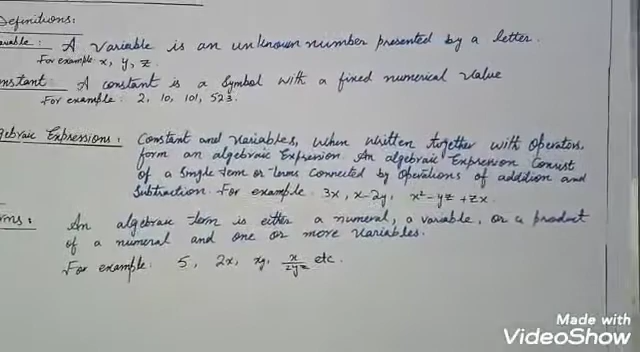 Definitions:
Variable: A variable is an unknown number presented by a letter.
For example x, y, z.
Constant: A constant is a symbol with a fixed numerical value
For example: 2, 10, 101, 523.
Algebraic Expressions: Constant and variables, when written together with operators
form an algebraic expression. An algebraic Expression Consist
of a single term or terms connected by operations of addition and
Subtraction. For example. 3x, x-2y, x²-yz+zx.
Terms: An algebraic term is either a numeral, a variable, or a product
of a numeral and one or more variables.
For example: 5, 2x, xy, x/2yz etc.
Made with
VideoShow